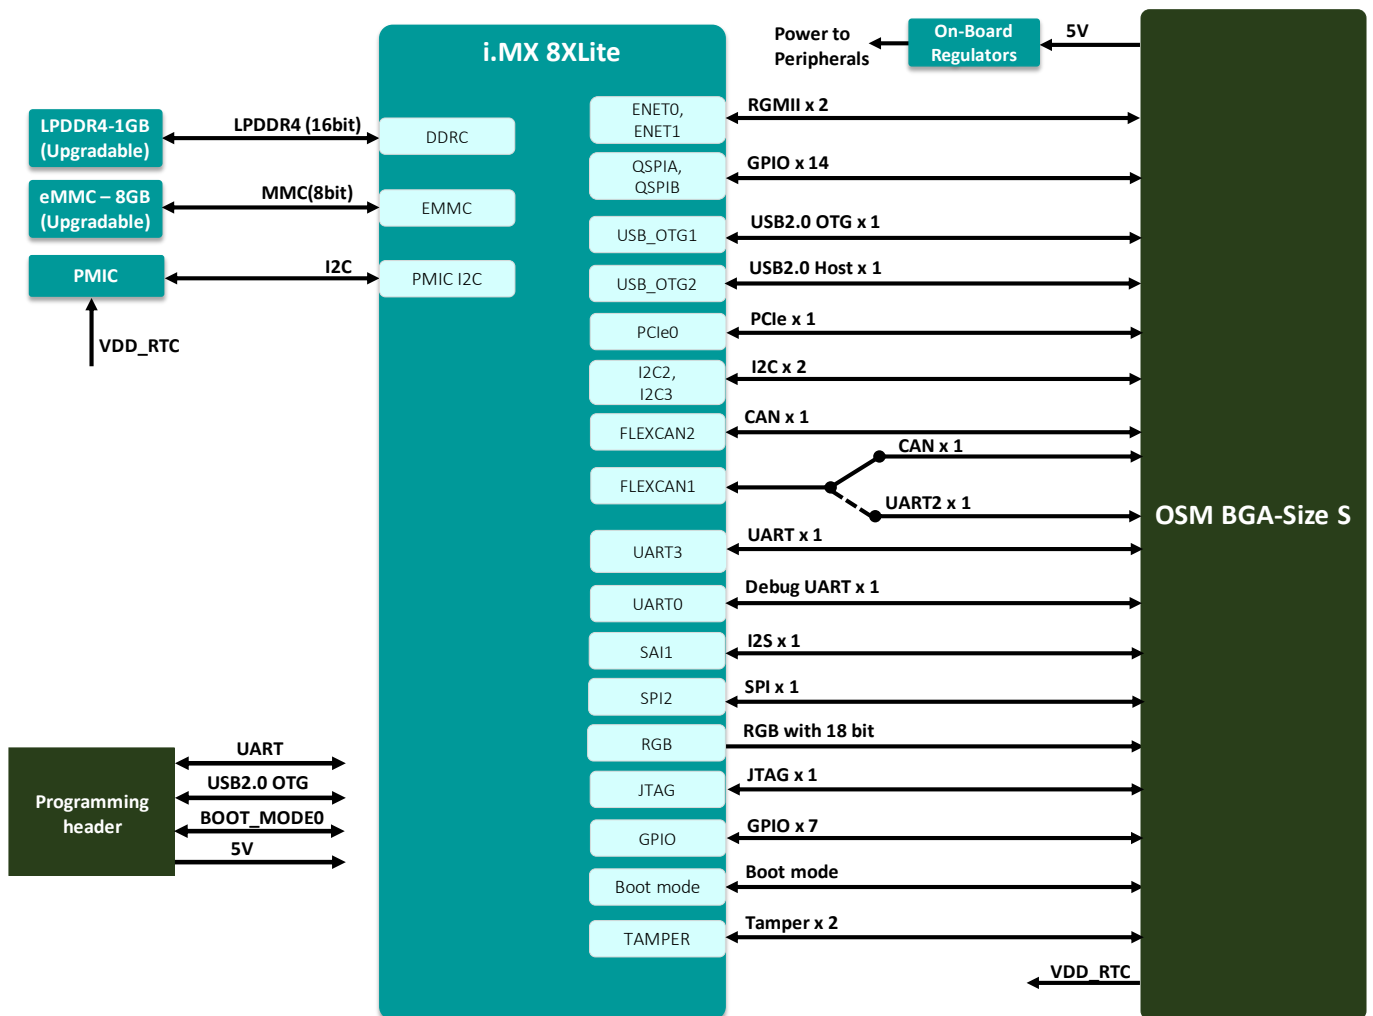 i.MX 8XLite
Power to
Peripherals
On-Board
Regulators
5V
LPDDR4-1GB
(Upgradable)
LPDDR4 (16bit)
DDRC
eMMC – 8GB
(Upgradable)
MMC(8bit)
EMMC
PMIC
I2C
PMIC I2C
VDD_RTC
ENET0,
ENET1
RGMII x 2
QSPIA,
QSPIB
GPIO x 14
USB_OTG1
USB2.0 OTG x 1
USB_OTG2
USB2.0 Host x 1
PCIe0
PCIe x 1
I2C2,
I2C3
I2C x 2
FLEXCAN2
CAN x 1
FLEXCAN1
CAN x 1
UART2 x 1
UART3
UART x 1
UART0
Debug UART x 1
SAI1
I2S x 1
SPI2
SPI x 1
RGB
RGB with 18 bit
JTAG
JTAG x 1
GPIO
GPIO x 7
Boot mode
Boot mode
TAMPER
Tamper x 2
VDD_RTC
OSM BGA-Size S
Programming
header
UART
USB2.0 OTG
BOOT_MODE0
5V